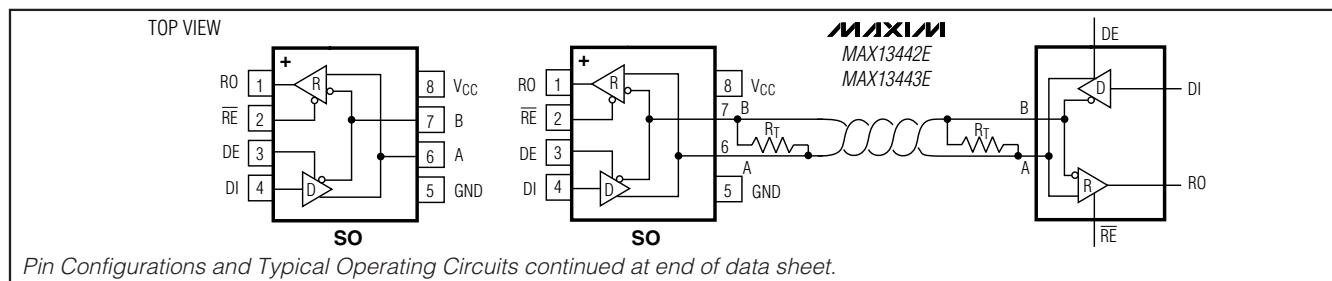 TOP VIEW
MAXIM
MAX13442E
MAX13443E
+
RO 1
R
8 VCC
RE 2
7 B
DE 3
6 A
DI 4
D
5 GND
SO
+
RO 1
R
8 VCC
RE 2
7 B
RT
DE 3
6 A
DI 4
D
5 GND
SO
DE
D
DI
B
RT
A
R
RO
RE
Pin Configurations and Typical Operating Circuits continued at end of data sheet.